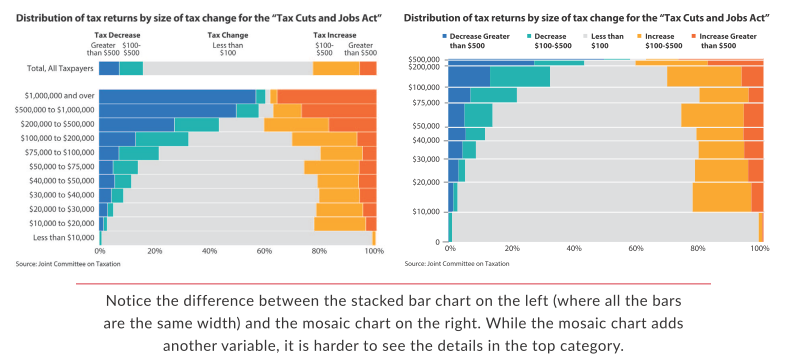 Distribution of tax returns by size of tax change for the “Tax Cuts and Jobs Act”
Tax Decrease Tax Change Tax Increase
Greater than $500 $100-$500 Less than $100 $100-$500 Greater than $500
Total, All Taxpayers
$1,000,000 and over
$500,000 to $1,000,000
$200,000 to $500,000
$100,000 to $200,000
$75,000 to $100,000
$50,000 to $75,000
$40,000 to $50,000
$30,000 to $40,000
$20,000 to $30,000
$10,000 to $20,000
Less than $10,000
0% 20% 40% 60% 80% 100%
Source: Joint Committee on Taxation
Distribution of tax returns by size of tax change for the “Tax Cuts and Jobs Act”
Decrease Greater than $500 Decrease $100-$500 Less than $100 Increase $100-$500 Increase Greater than $500
$500,000
$200,000
$100,000
$75,000
$50,000
$40,000
$30,000
$20,000
$10,000
0
0% 20% 40% 60% 80% 100%
Source: Joint Committee on Taxation
Notice the difference between the stacked bar chart on the left (where all the bars
are the same width) and the mosaic chart on the right. While the mosaic chart adds
another variable, it is harder to see the details in the top category.